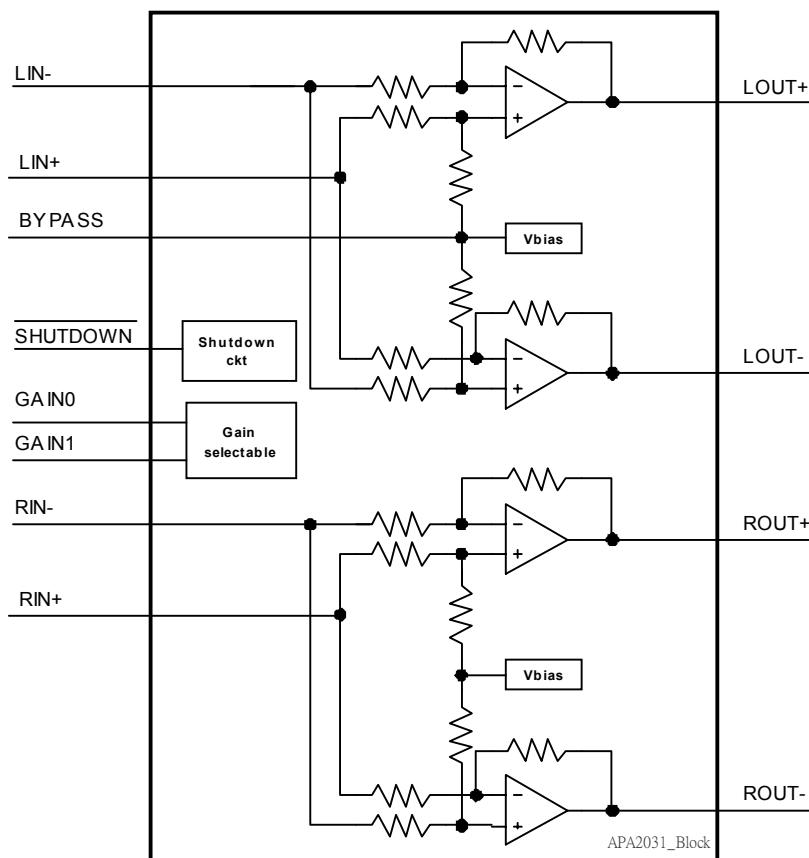 LIN-
LOUT+
LIN+
BYPASS
Vbias
SHUTDOWN
Shutdown
ckt
LOUT-
GAIN0
GAIN1
Gain
selectable
RIN-
ROUT+
RIN+
Vbias
ROUT-
APA2031_Block
−
+
−
+
−
+
−
+